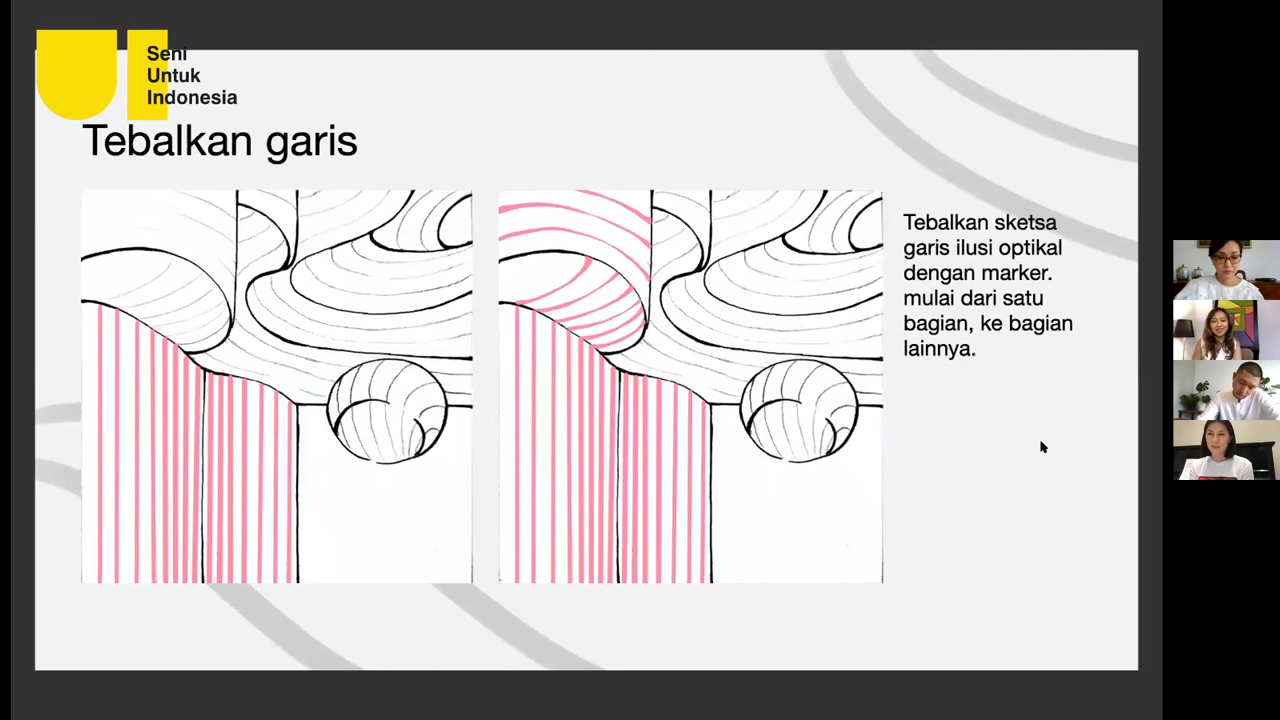 Seni
Untuk
Indonesia
Tebalkan garis
Tebalkan sketsa
garis ilusi optikal
dengan marker.
mulai dari satu
bagian, ke bagian
lainnya.